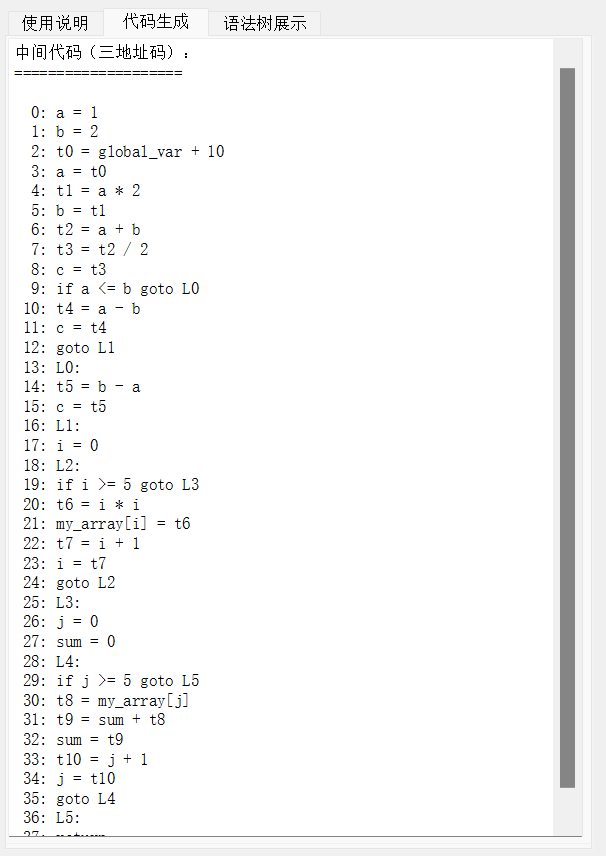 使用说明 代码生成 语法树展示
中间代码（三地址码）：
====================
0: a = 1
1: b = 2
2: t0 = global_var + 10
3: a = t0
4: t1 = a * 2
5: b = t1
6: t2 = a + b
7: t3 = t2 / 2
8: c = t3
9: if a <= b goto L0
10: t4 = a - b
11: c = t4
12: goto L1
13: L0:
14: t5 = b - a
15: c = t5
16: L1:
17: i = 0
18: L2:
19: if i >= 5 goto L3
20: t6 = i * i
21: my_array[i] = t6
22: t7 = i + 1
23: i = t7
24: goto L2
25: L3:
26: j = 0
27: sum = 0
28: L4:
29: if j >= 5 goto L5
30: t8 = my_array[j]
31: t9 = sum + t8
32: sum = t9
33: t10 = j + 1
34: j = t10
35: goto L4
36: L5:
37: return